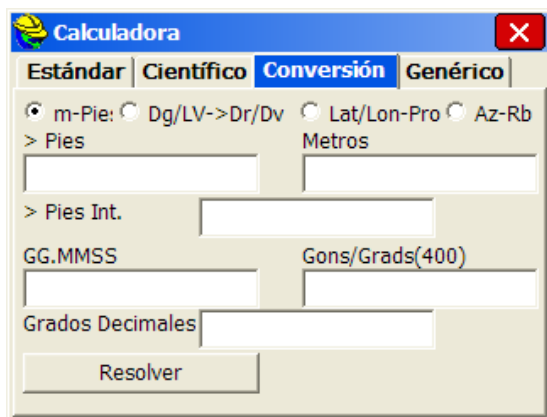 Calculadora
Estándar Científico Conversión Genérico
m-Pie: Dg/LV->Dr/Dv Lat/Lon-Pro Az-Rb
> Pies Metros
> Pies Int.
GG.MMSS Gons/Grads(400)
Grados Decimales
Resolver